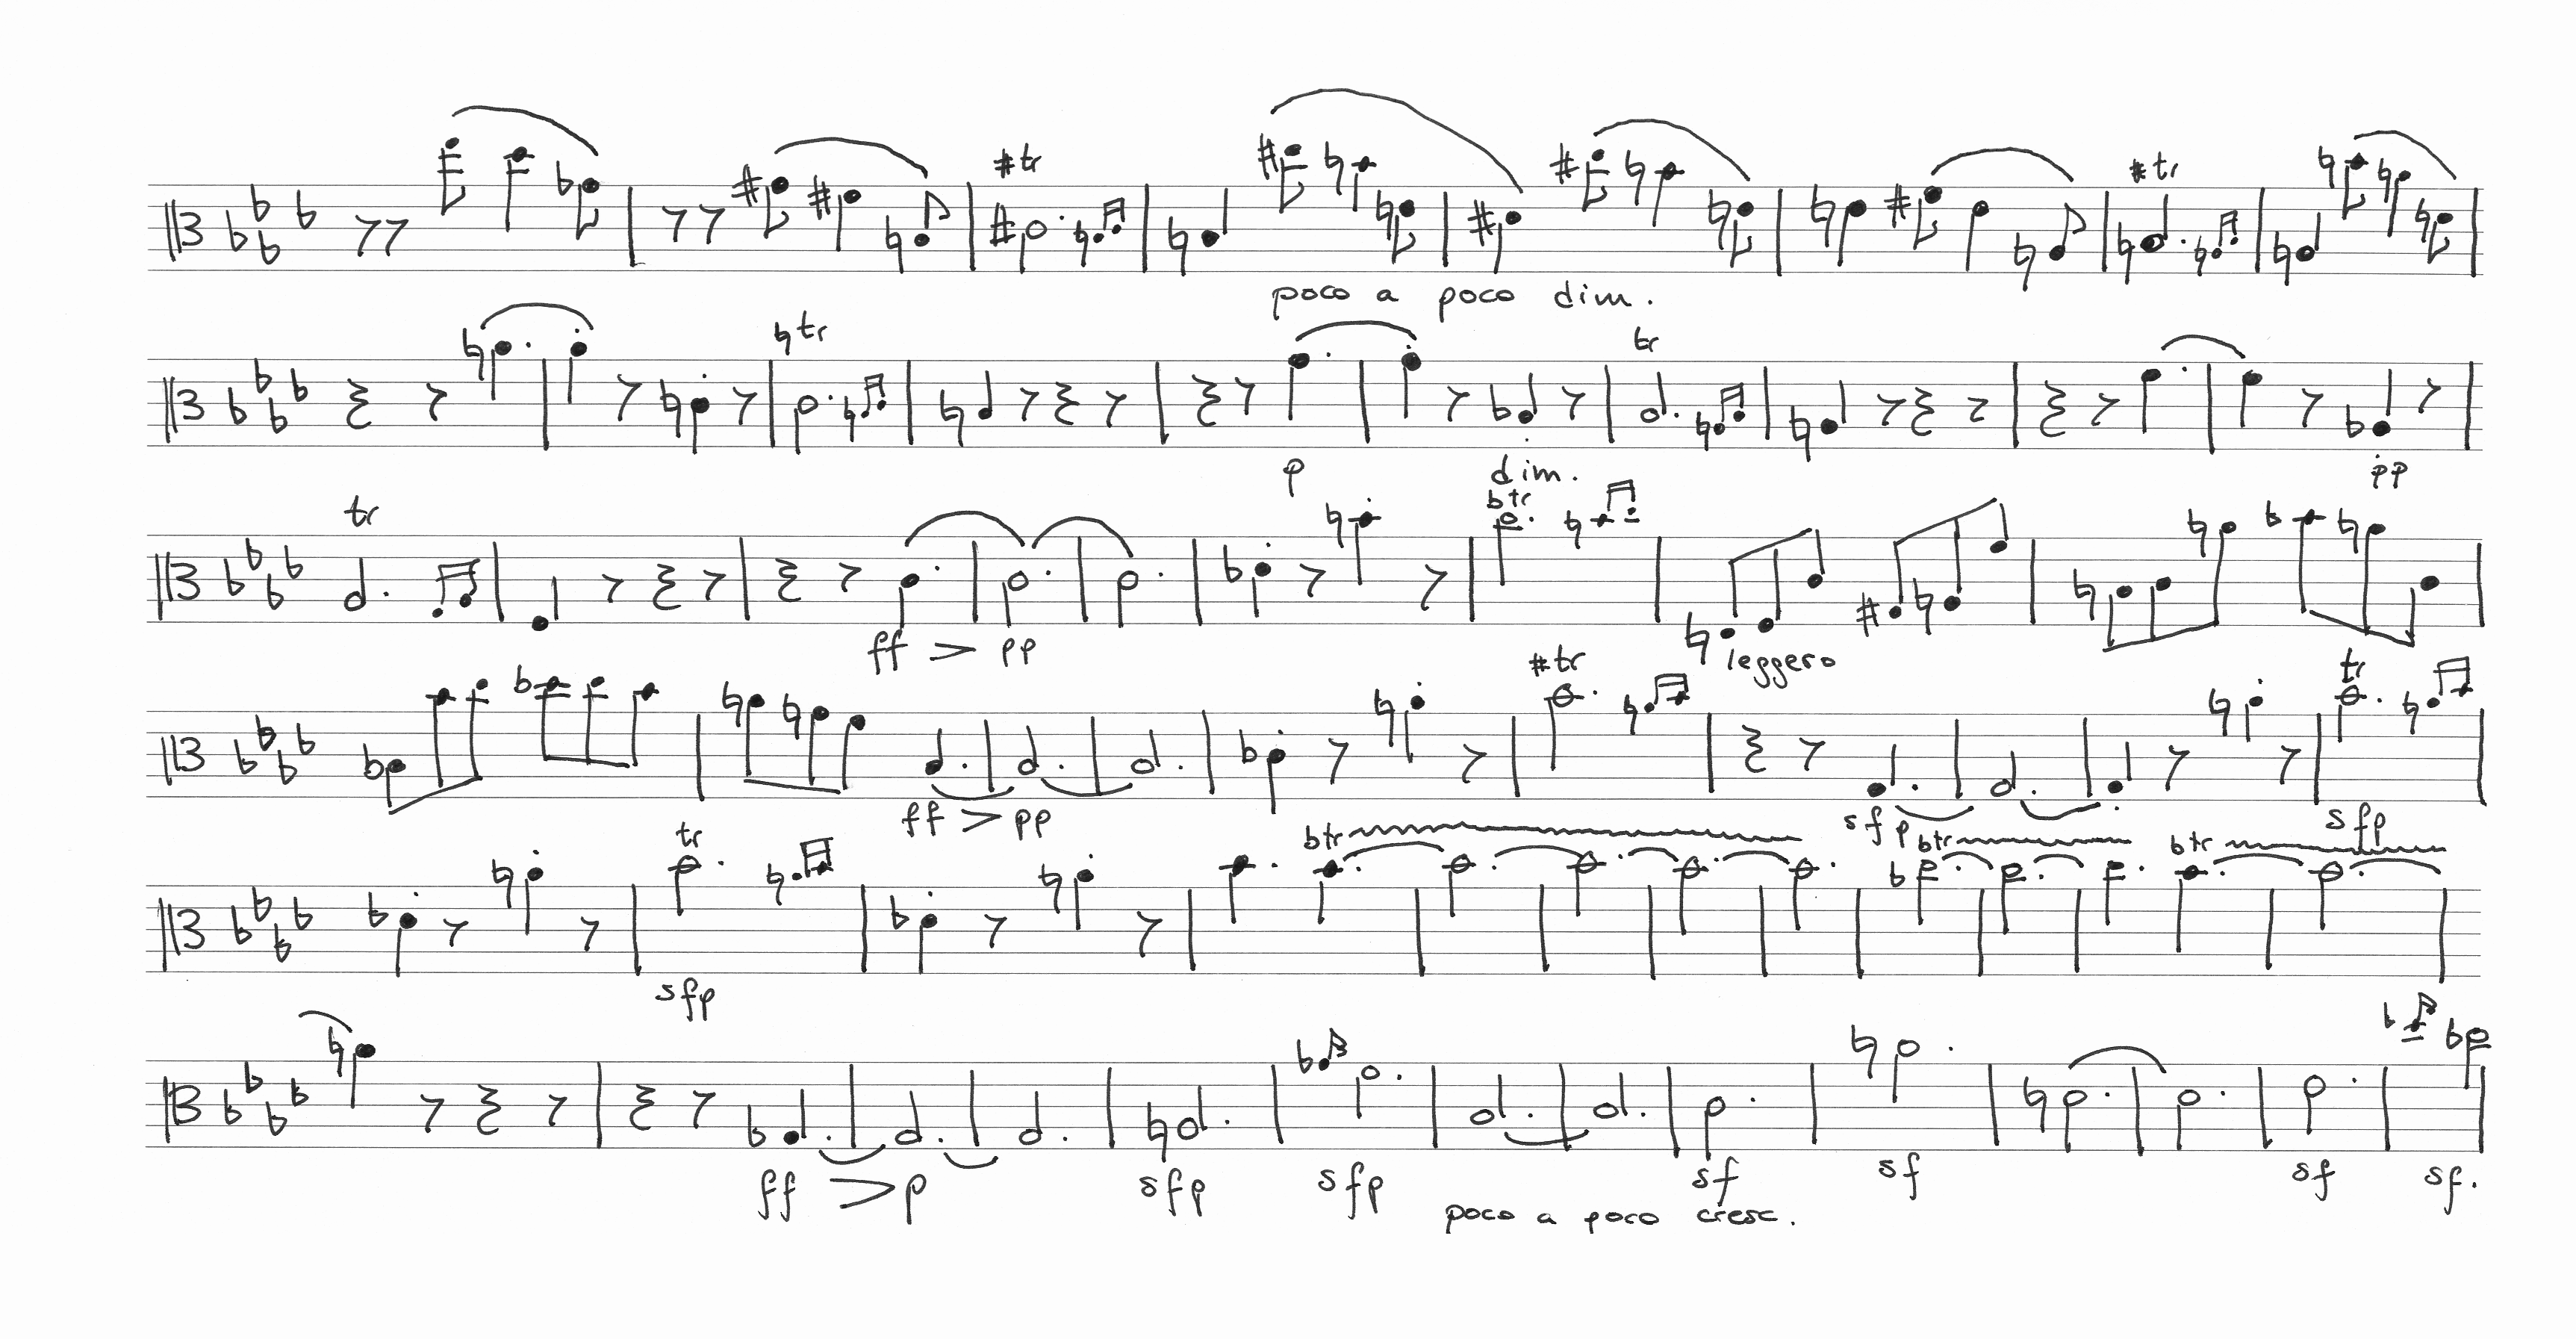 tr
poco a poco dim.
tr
tr
tr
p dim. pp
tr tr
ff pp leggero
tr tr
ff pp sfp sfp
tr tr tr tr
sfp
ff p sfp sfp sf sf sf sf.
poco a poco cresc.